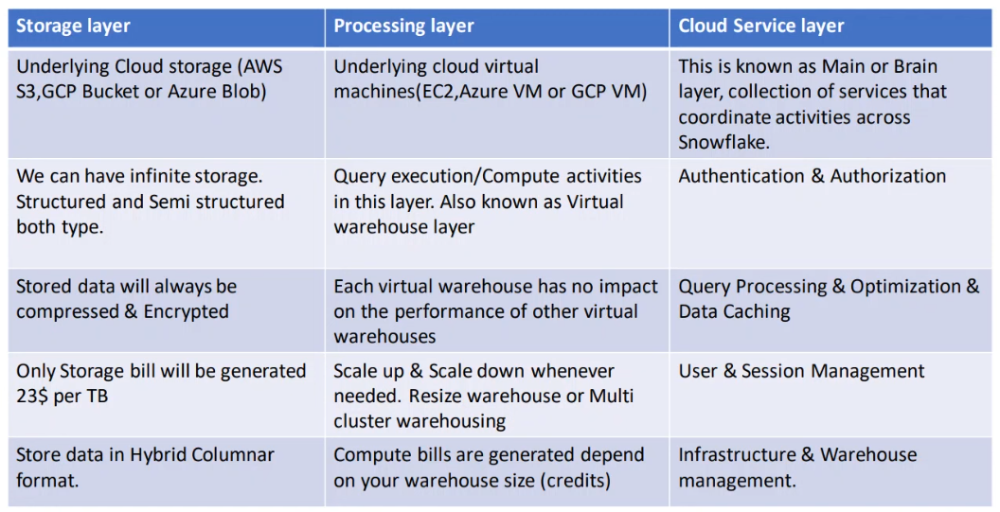 Storage layer
Processing layer
Cloud Service layer
Underlying Cloud storage (AWS
S3,GCP Bucket or Azure Blob)
Underlying cloud virtual
machines(EC2,Azure VM or GCP VM)
This is known as Main or Brain
layer, collection of services that
coordinate activities across
Snowflake.
We can have infinite storage.
Structured and Semi structured
both type.
Query execution/Compute activities
in this layer. Also known as Virtual
warehouse layer
Authentication & Authorization
Stored data will always be
compressed & Encrypted
Each virtual warehouse has no impact
on the performance of other virtual
warehouses
Query Processing & Optimization &
Data Caching
Only Storage bill will be generated
23$ per TB
Scale up & Scale down whenever
needed. Resize warehouse or Multi
cluster warehousing
User & Session Management
Store data in Hybrid Columnar
format.
Compute bills are generated depend
on your warehouse size (credits)
Infrastructure & Warehouse
management.